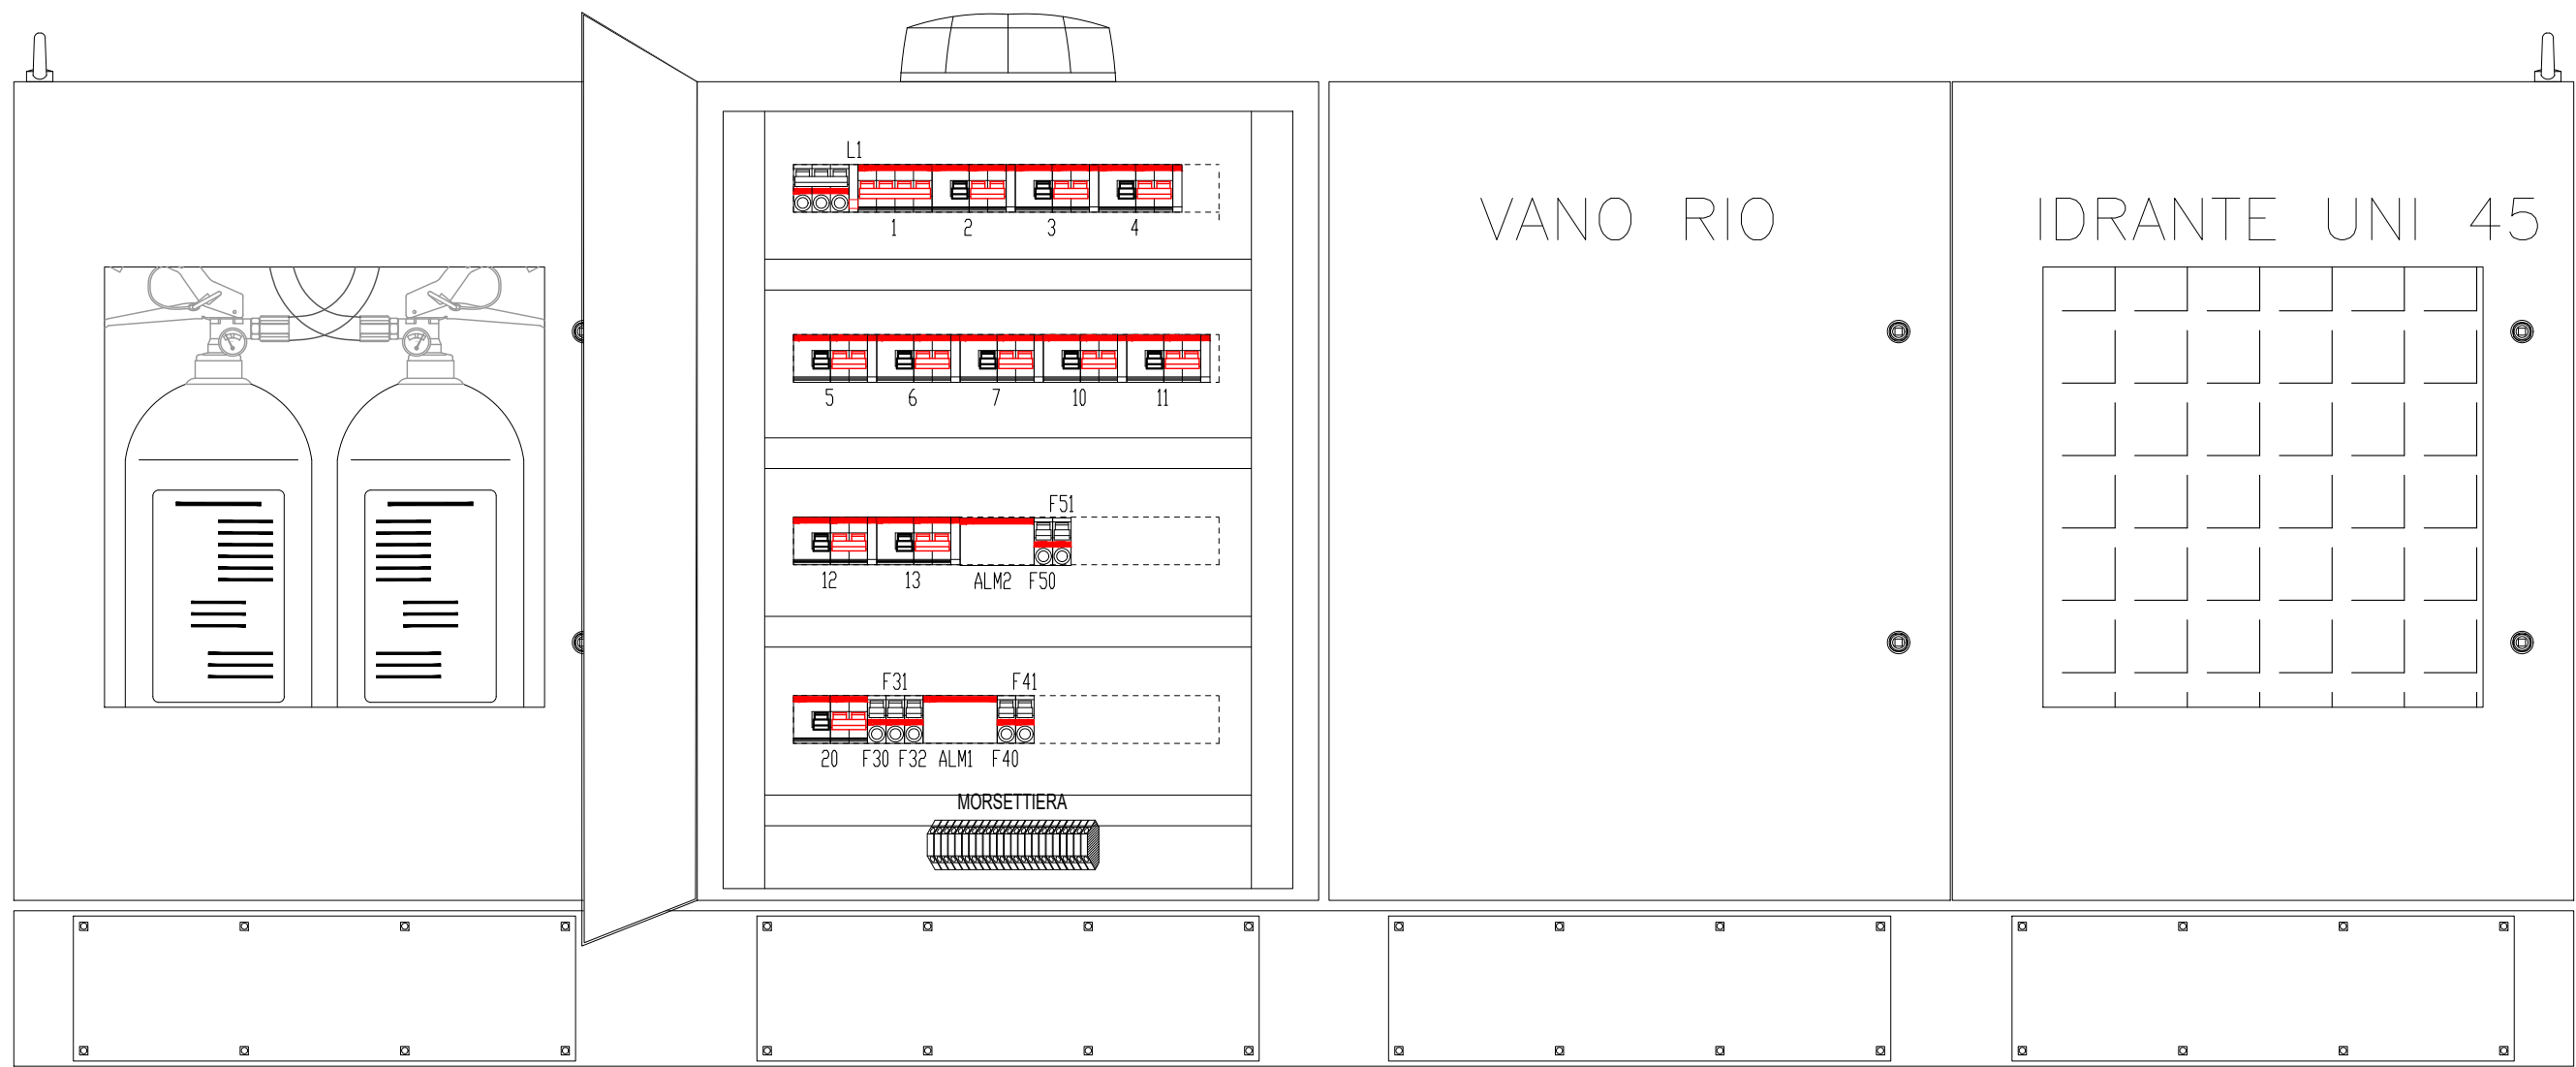 L1
1 2 3 4
VANO RIO
IDRANTE UNI 45
5 6 7 10 11
F51
12 13 ALM2 F50
F31 F41
20 F30 F32 ALM1 F40
MORSETTIERA